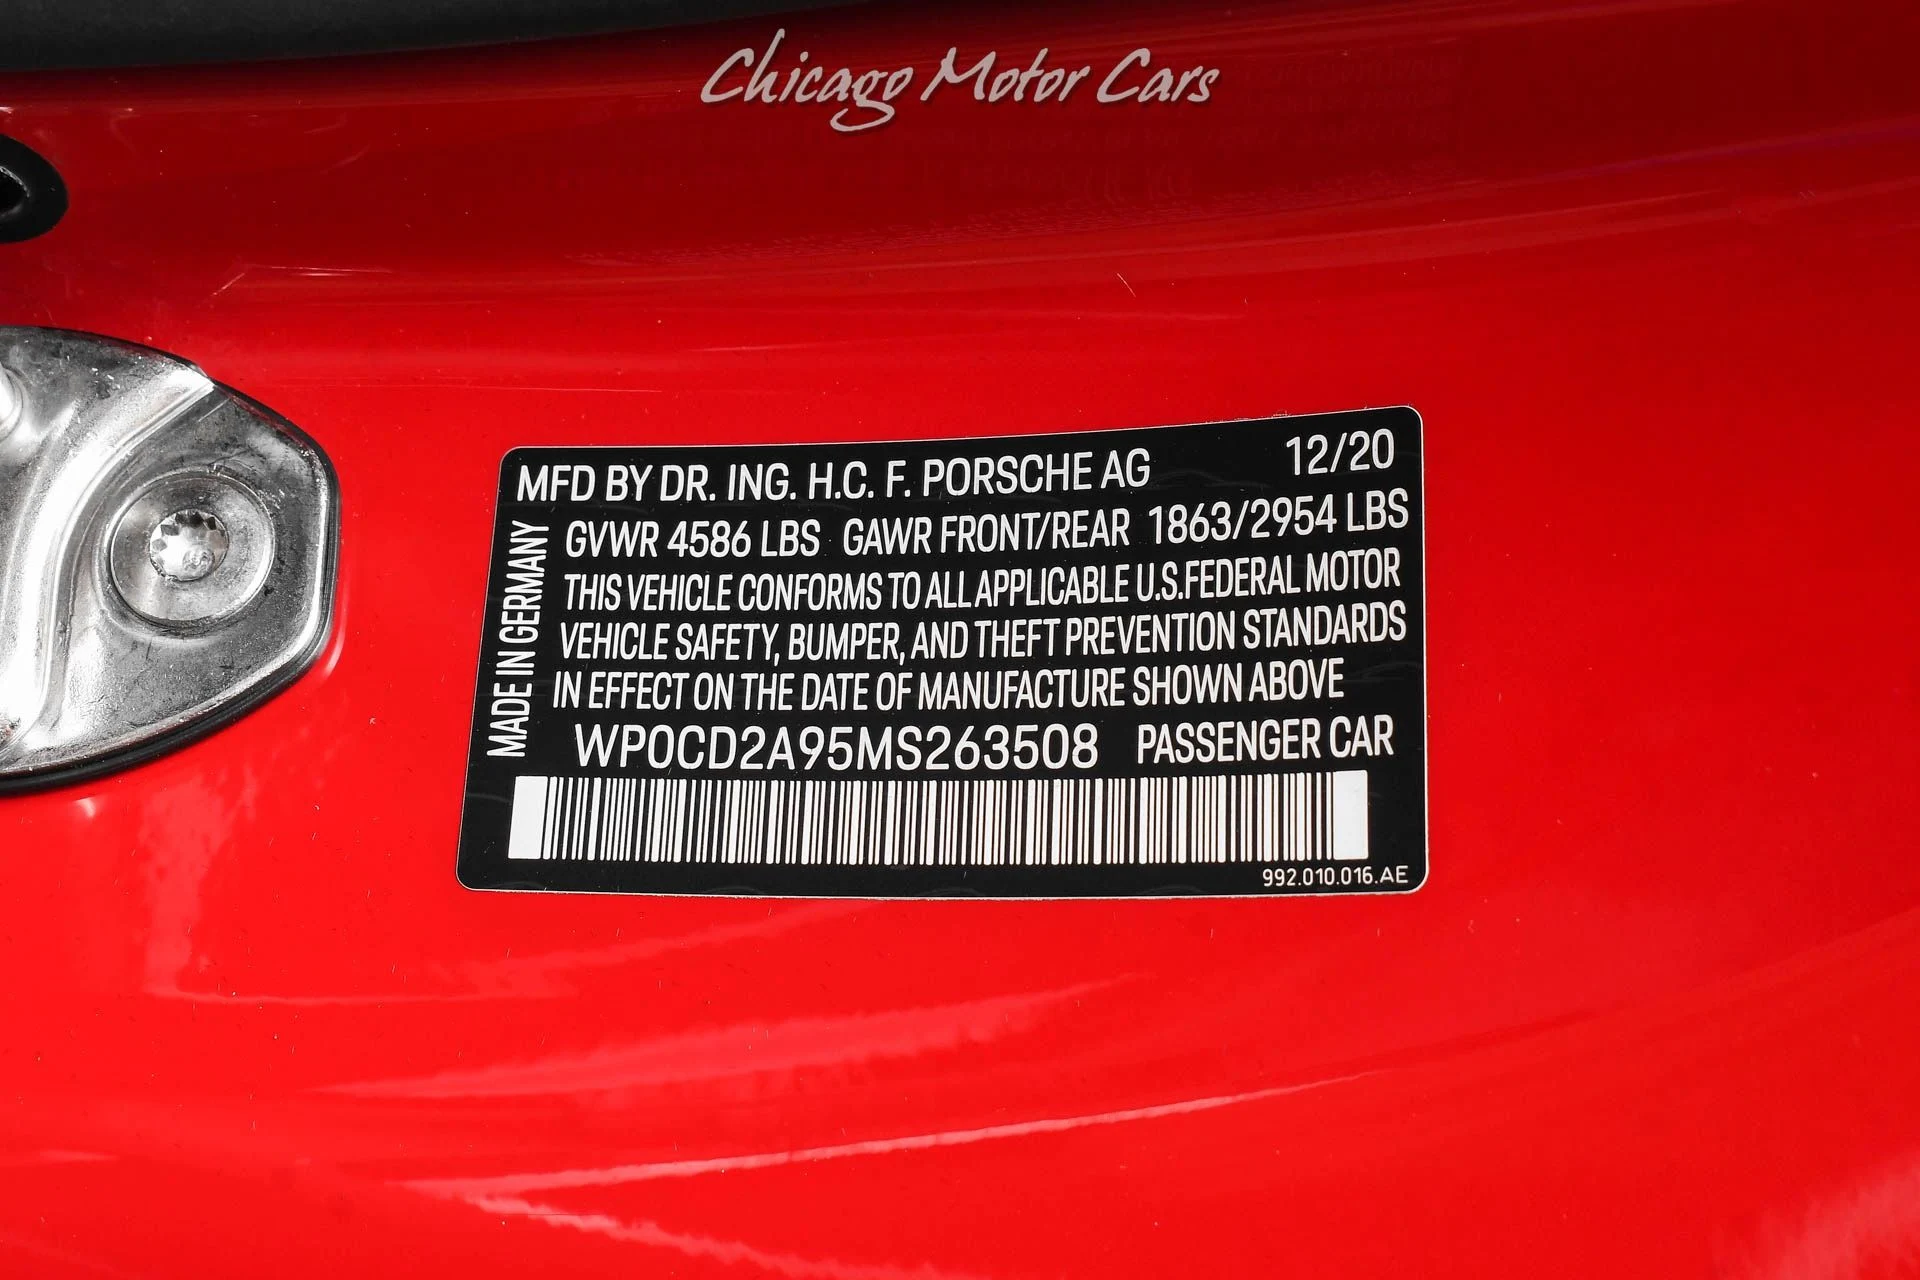 Chicago Motor Cars
MFD BY DR. ING. H.C. F. PORSCHE AG 12/20
GVWR 4586 LBS GAWR FRONT/REAR 1863/2954 LBS
THIS VEHICLE CONFORMS TO ALL APPLICABLE U.S.FEDERAL MOTOR
VEHICLE SAFETY, BUMPER, AND THEFT PREVENTION STANDARDS
IN EFFECT ON THE DATE OF MANUFACTURE SHOWN ABOVE
MADE IN GERMANY
WP0CD2A95MS263508 PASSENGER CAR
992.010.016.AE